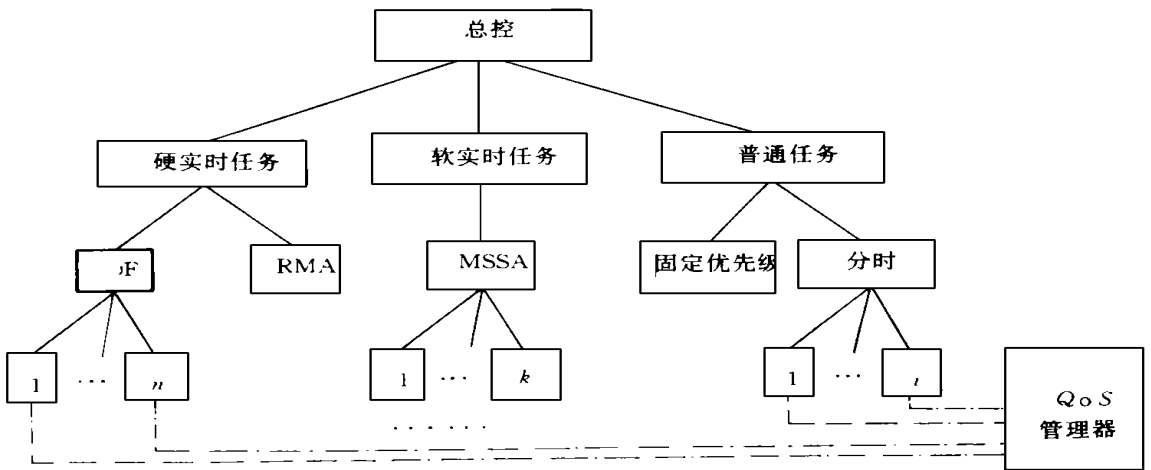 总控
硬实时任务
软实时任务
普通任务
RMA
MSSA
固定优先级
分时
1 ··· n
1 ··· k
1 ···
······
QoS
管理器